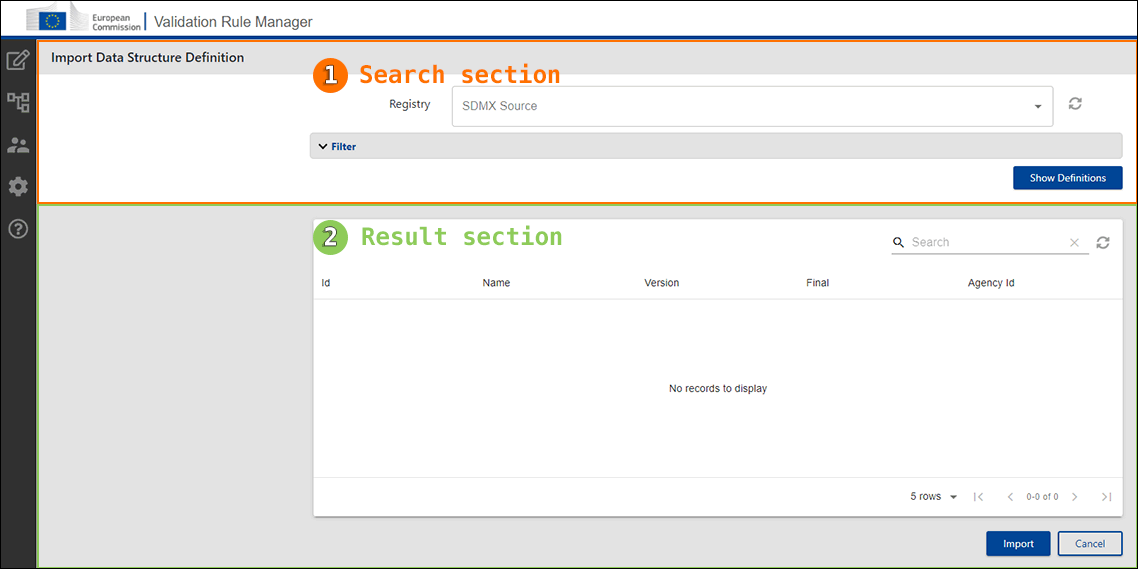 European
Commission
Validation Rule Manager
Import Data Structure Definition
1 Search section
Registry
SDMX Source
Filter
Show Definitions
2 Result section
Search
Id Name Version Final Agency Id
No records to display
5 rows 0-0 of 0
Import Cancel